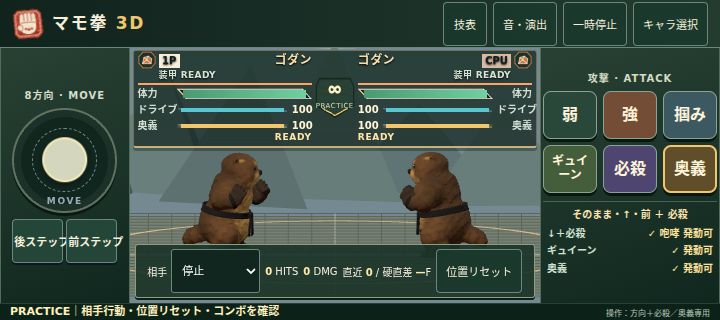 マモ拳 3D
技表
音・演出
一時停止
キャラ選択
8方向・MOVE
MOVE
後ステップ
前ステップ
1P
ゴダン
装甲 READY
体力
ドライブ 100
奥義 100
READY
∞
PRACTICE
ゴダン
CPU
装甲 READY
体力
100 ドライブ
100 奥義
READY
相手
停止
0 HITS 0 DMG 直近 0 / 硬直差 —F
位置リセット
攻撃・ATTACK
弱
強
掴み
ギュイーン
必殺
奥義
そのまま・↑・前 + 必殺
↓+必殺 ✓ 咆哮 発動可
ギュイーン ✓ 発動可
奥義 ✓ 発動可
PRACTICE | 相手行動・位置リセット・コンボを確認
操作：方向+必殺／奥義専用